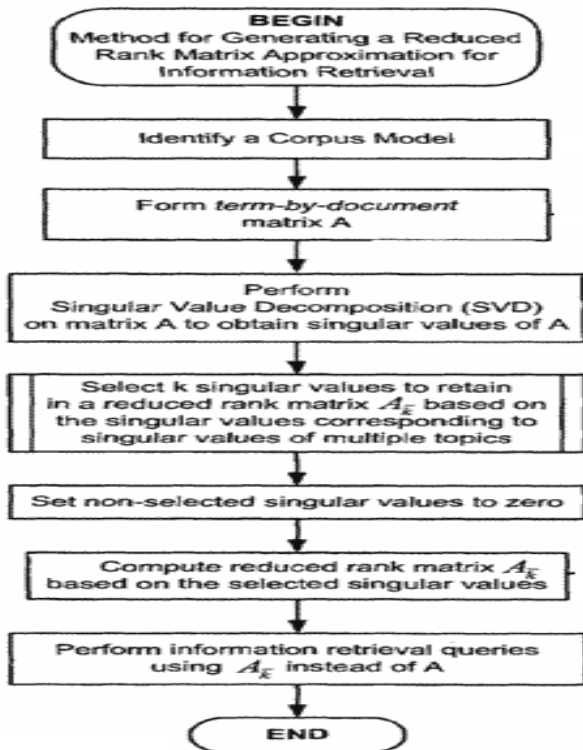 BEGIN
Method for Generating a Reduced
Rank Matrix Approximation for
Information Retrieval
Identify a Corpus Model
Form term-by-document
matrix A
Perform
Singular Value Decomposition (SVD)
on matrix A to obtain singular values of A
Select k singular values to retain
in a reduced rank matrix A_k̅ based on
the singular values corresponding to
singular values of multiple topics
Set non-selected singular values to zero
Compute reduced rank matrix A_k̅
based on the selected singular values
Perform information retrieval queries
using A_k̅ instead of A
END